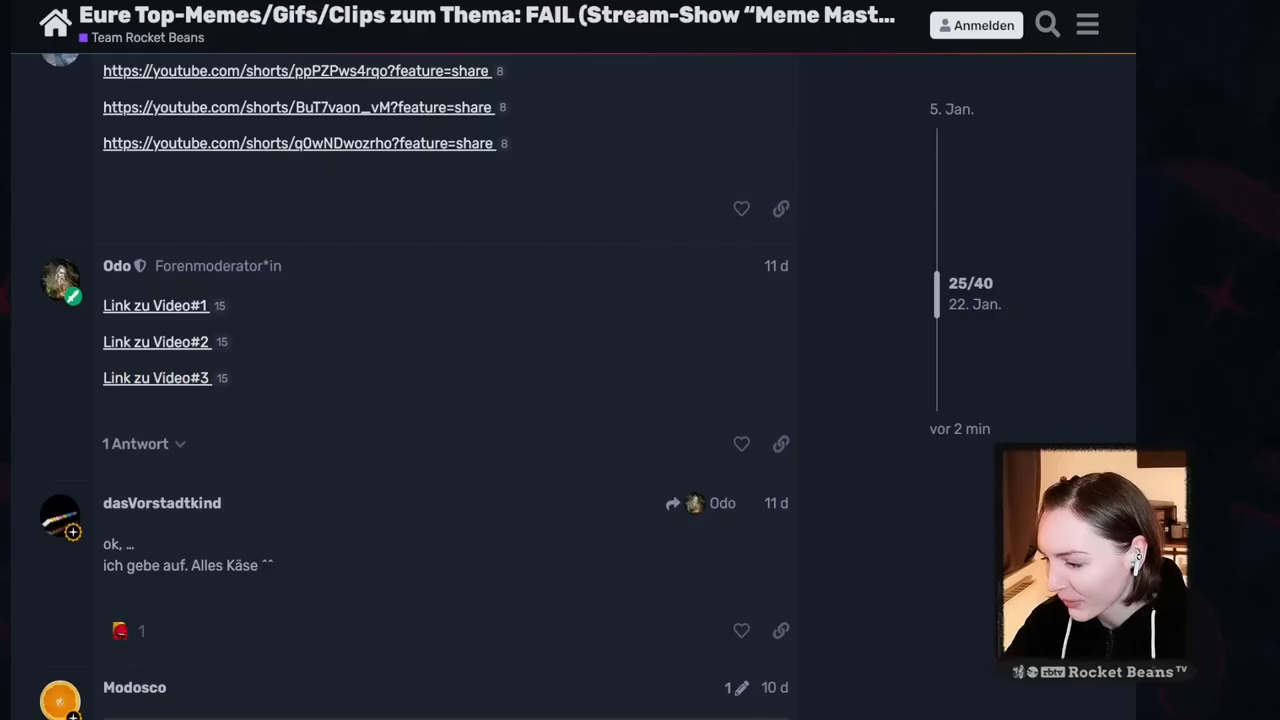 Eure Top-Memes/Gifs/Clips zum Thema: FAIL (Stream-Show “Meme Mast…
Team Rocket Beans
Anmelden
https://youtube.com/shorts/ppPZPws4rqo?feature=share 8
https://youtube.com/shorts/BuT7vaon_vM?feature=share 8
https://youtube.com/shorts/q0wNDwozrho?feature=share 8
5. Jan.
25/40
22. Jan.
vor 2 min
Odo Forenmoderator*in 11 d
Link zu Video#1 15
Link zu Video#2 15
Link zu Video#3 15
1 Antwort
dasVorstadtkind Odo 11 d
ok, …
ich gebe auf. Alles Käse ^^
1
Modosco 1 10 d
rbtv Rocket Beans TV